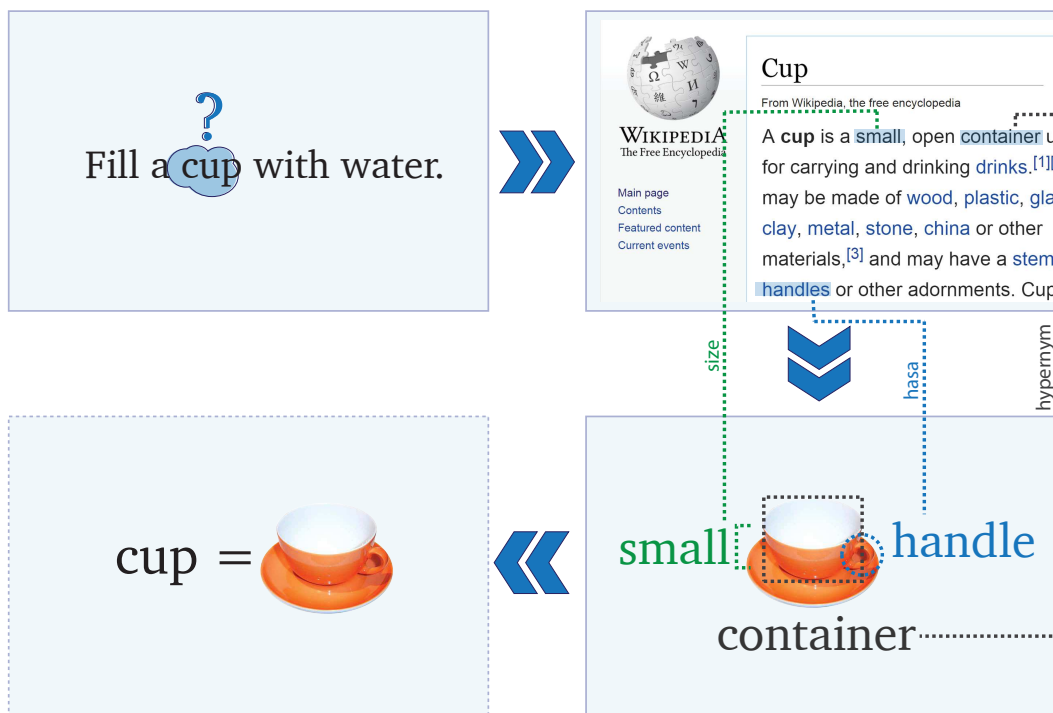 ?
Fill a cup with water.
WIKIPEDIA
The Free Encyclopedia
Main page
Contents
Featured content
Current events
Cup
From Wikipedia, the free encyclopedia
A cup is a small, open container
for carrying and drinking drinks.[1]
may be made of wood, plastic,
clay, metal, stone, china or other
materials,[3] and may have a stem
handles or other adornments. Cup
size
hasa
hypernym
cup =
small
handle
container